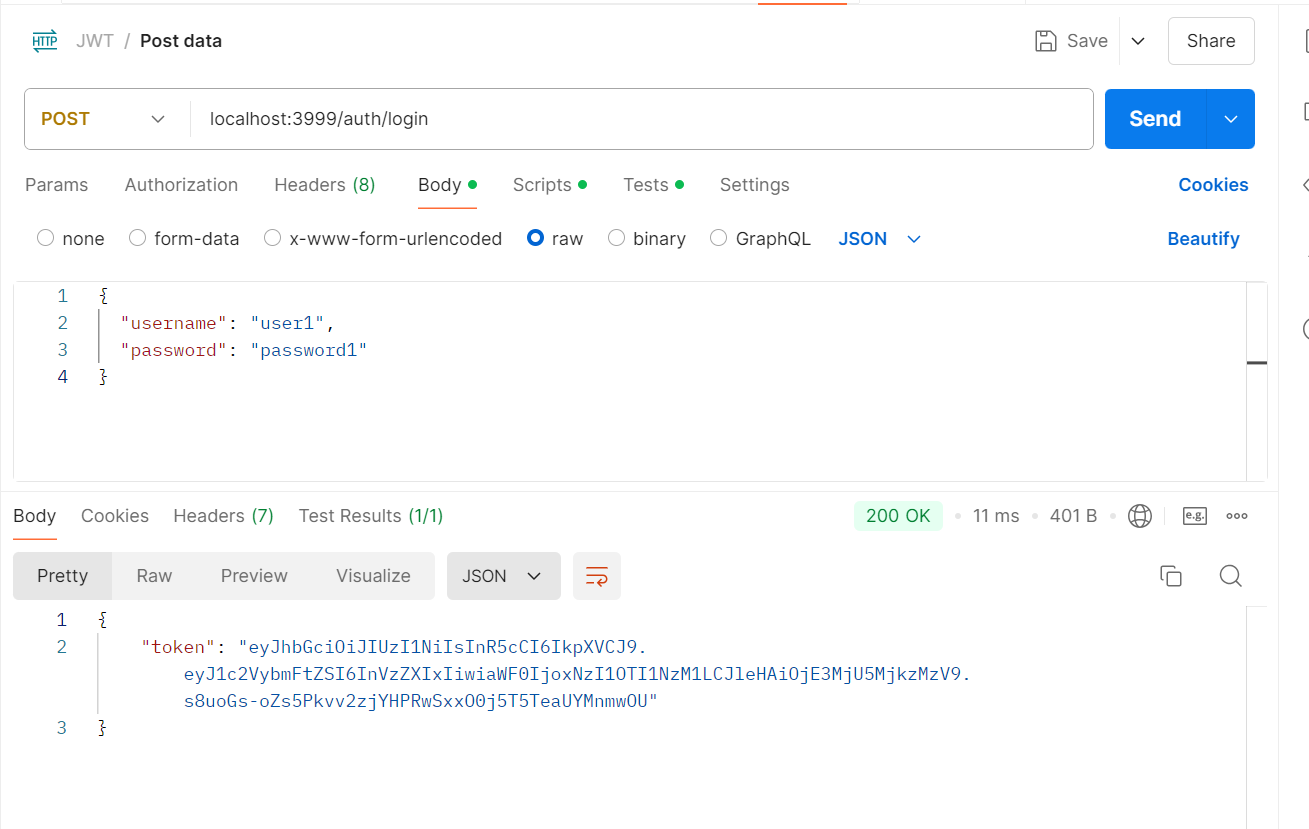 HTTP JWT / Post data Save Share
POST localhost:3999/auth/login Send
Params Authorization Headers (8) Body Scripts Tests Settings Cookies
none form-data x-www-form-urlencoded raw binary GraphQL JSON Beautify
1 {
2 "username": "user1",
3 "password": "password1"
4 }
Body Cookies Headers (7) Test Results (1/1) 200 OK 11 ms 401 B e.g.
Pretty Raw Preview Visualize JSON
1 {
2 "token": "eyJhbGciOiJIUzI1NiIsInR5cCI6IkpXVCJ9.
eyJ1c2VybmFtZSI6InVzZXIxIiwiaWF0IjoxNzI1OTI1NzM1LCJleHAiOjE3MjU5MjkzMzV9.
s8uoGs-oZs5Pkvv2zjYHPRwSxxO0j5T5TeaUYMnmwOU"
3 }